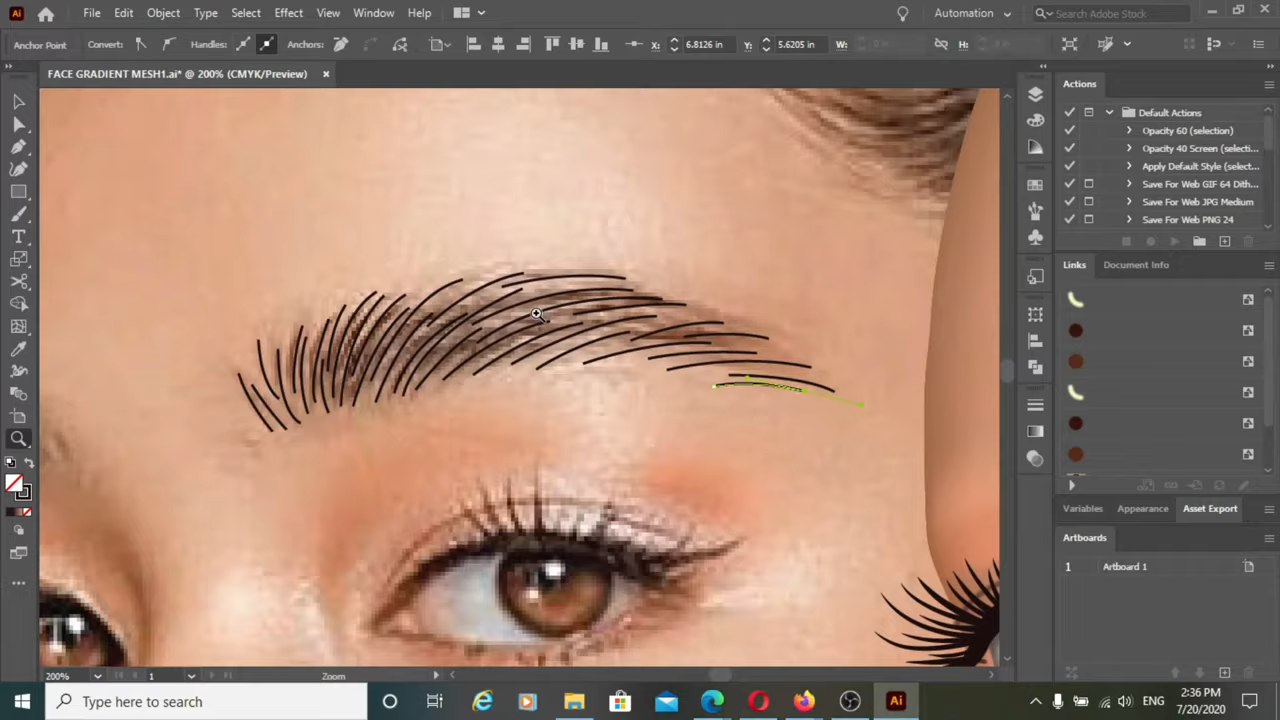 Ai File Edit Object Type Select Effect View Window Help Automation Search Adobe Stock
Anchor Point Convert: Handles: Anchors: X: 6.8126 in Y: 5.6205 in W: H:
FACE GRADIENT MESH1.ai* @ 200% (CMYK/Preview)
Actions
Default Actions
Opacity 60 (selection)
Opacity 40 Screen (selecti...
Apply Default Style (select...
Save For Web GIF 64 Dith...
Save For Web JPG Medium
Save For Web PNG 24
Links Document Info
Variables Appearance Asset Export
Artboards
1 Artboard 1
200% 1 Zoom
Type here to search
Ai
ENG
2:36 PM
7/20/2020